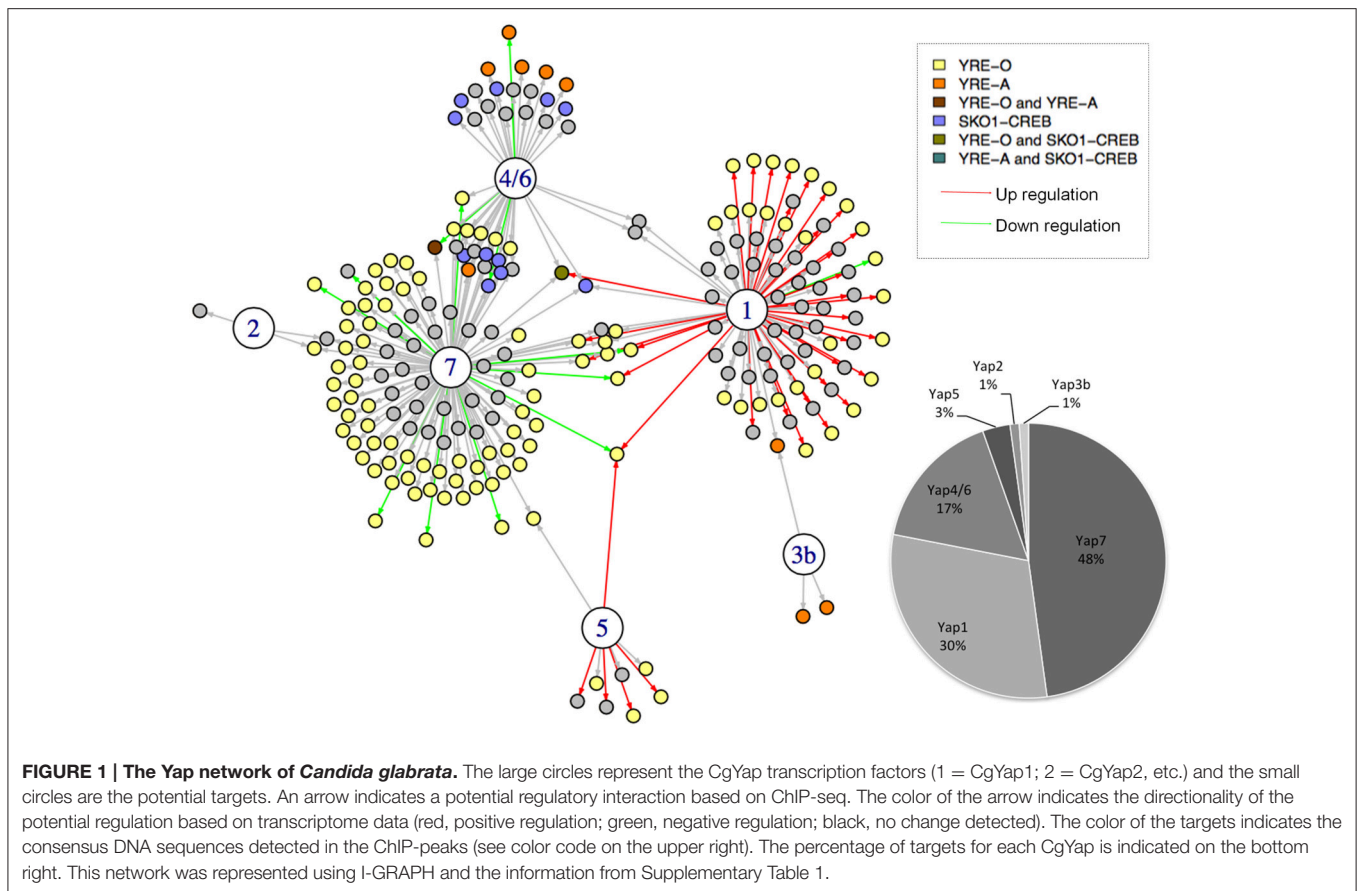 YRE-O
YRE-A
YRE-O and YRE-A
SKO1-CREB
YRE-O and SKO1-CREB
YRE-A and SKO1-CREB
Up regulation
Down regulation
4/6
1
2
7
3b
5
Yap2
1%
Yap3b
1%
Yap5
3%
Yap4/6
17%
Yap7
48%
Yap1
30%
FIGURE 1 | The Yap network of Candida glabrata. The large circles represent the CgYap transcription factors (1 = CgYap1; 2 = CgYap2, etc.) and the small
circles are the potential targets. An arrow indicates a potential regulatory interaction based on ChIP-seq. The color of the arrow indicates the directionality of the
potential regulation based on transcriptome data (red, positive regulation; green, negative regulation; black, no change detected). The color of the targets indicates the
consensus DNA sequences detected in the ChIP-peaks (see color code on the upper right). The percentage of targets for each CgYap is indicated on the bottom
right. This network was represented using I-GRAPH and the information from Supplementary Table 1.